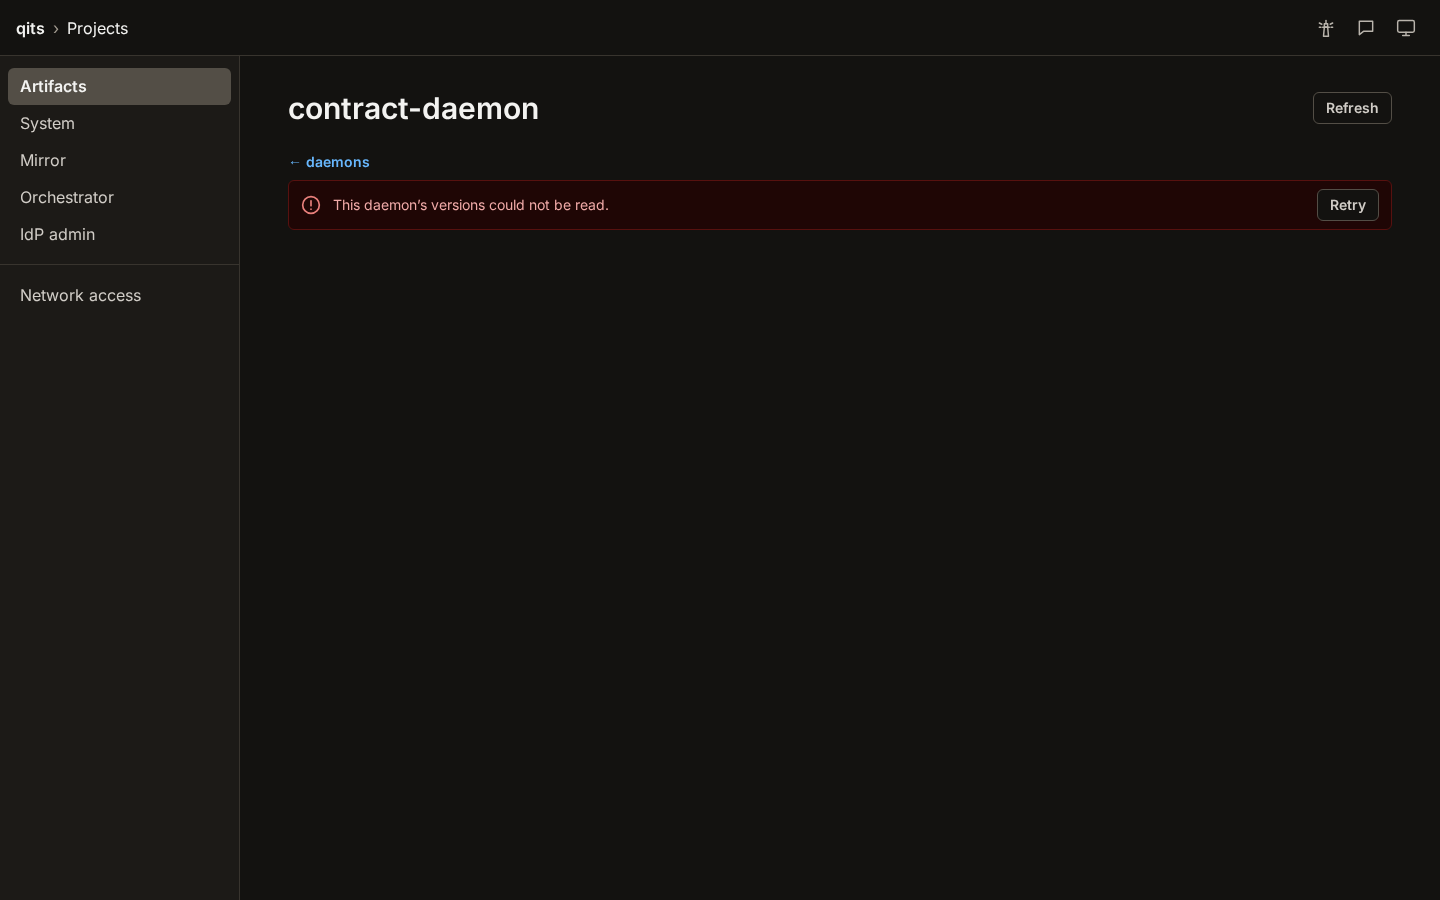 qits › Projects
Artifacts
System
Mirror
Orchestrator
IdP admin
Network access
contract-daemon
Refresh
← daemons
This daemon’s versions could not be read.
Retry